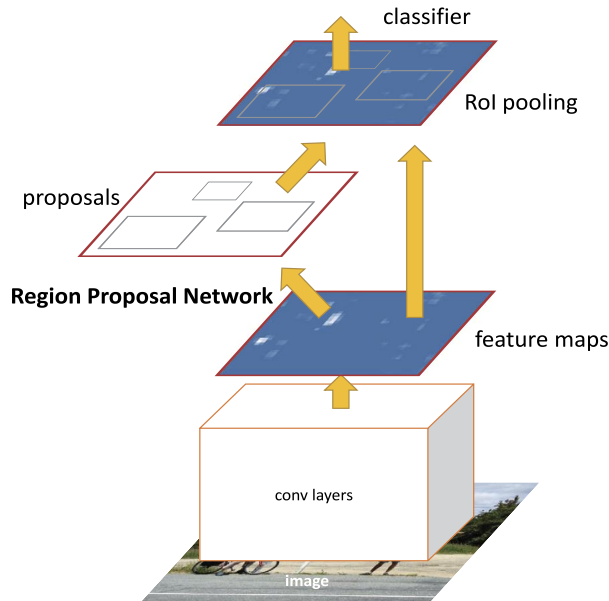 classifier
RoI pooling
proposals
Region Proposal Network
feature maps
conv layers
image